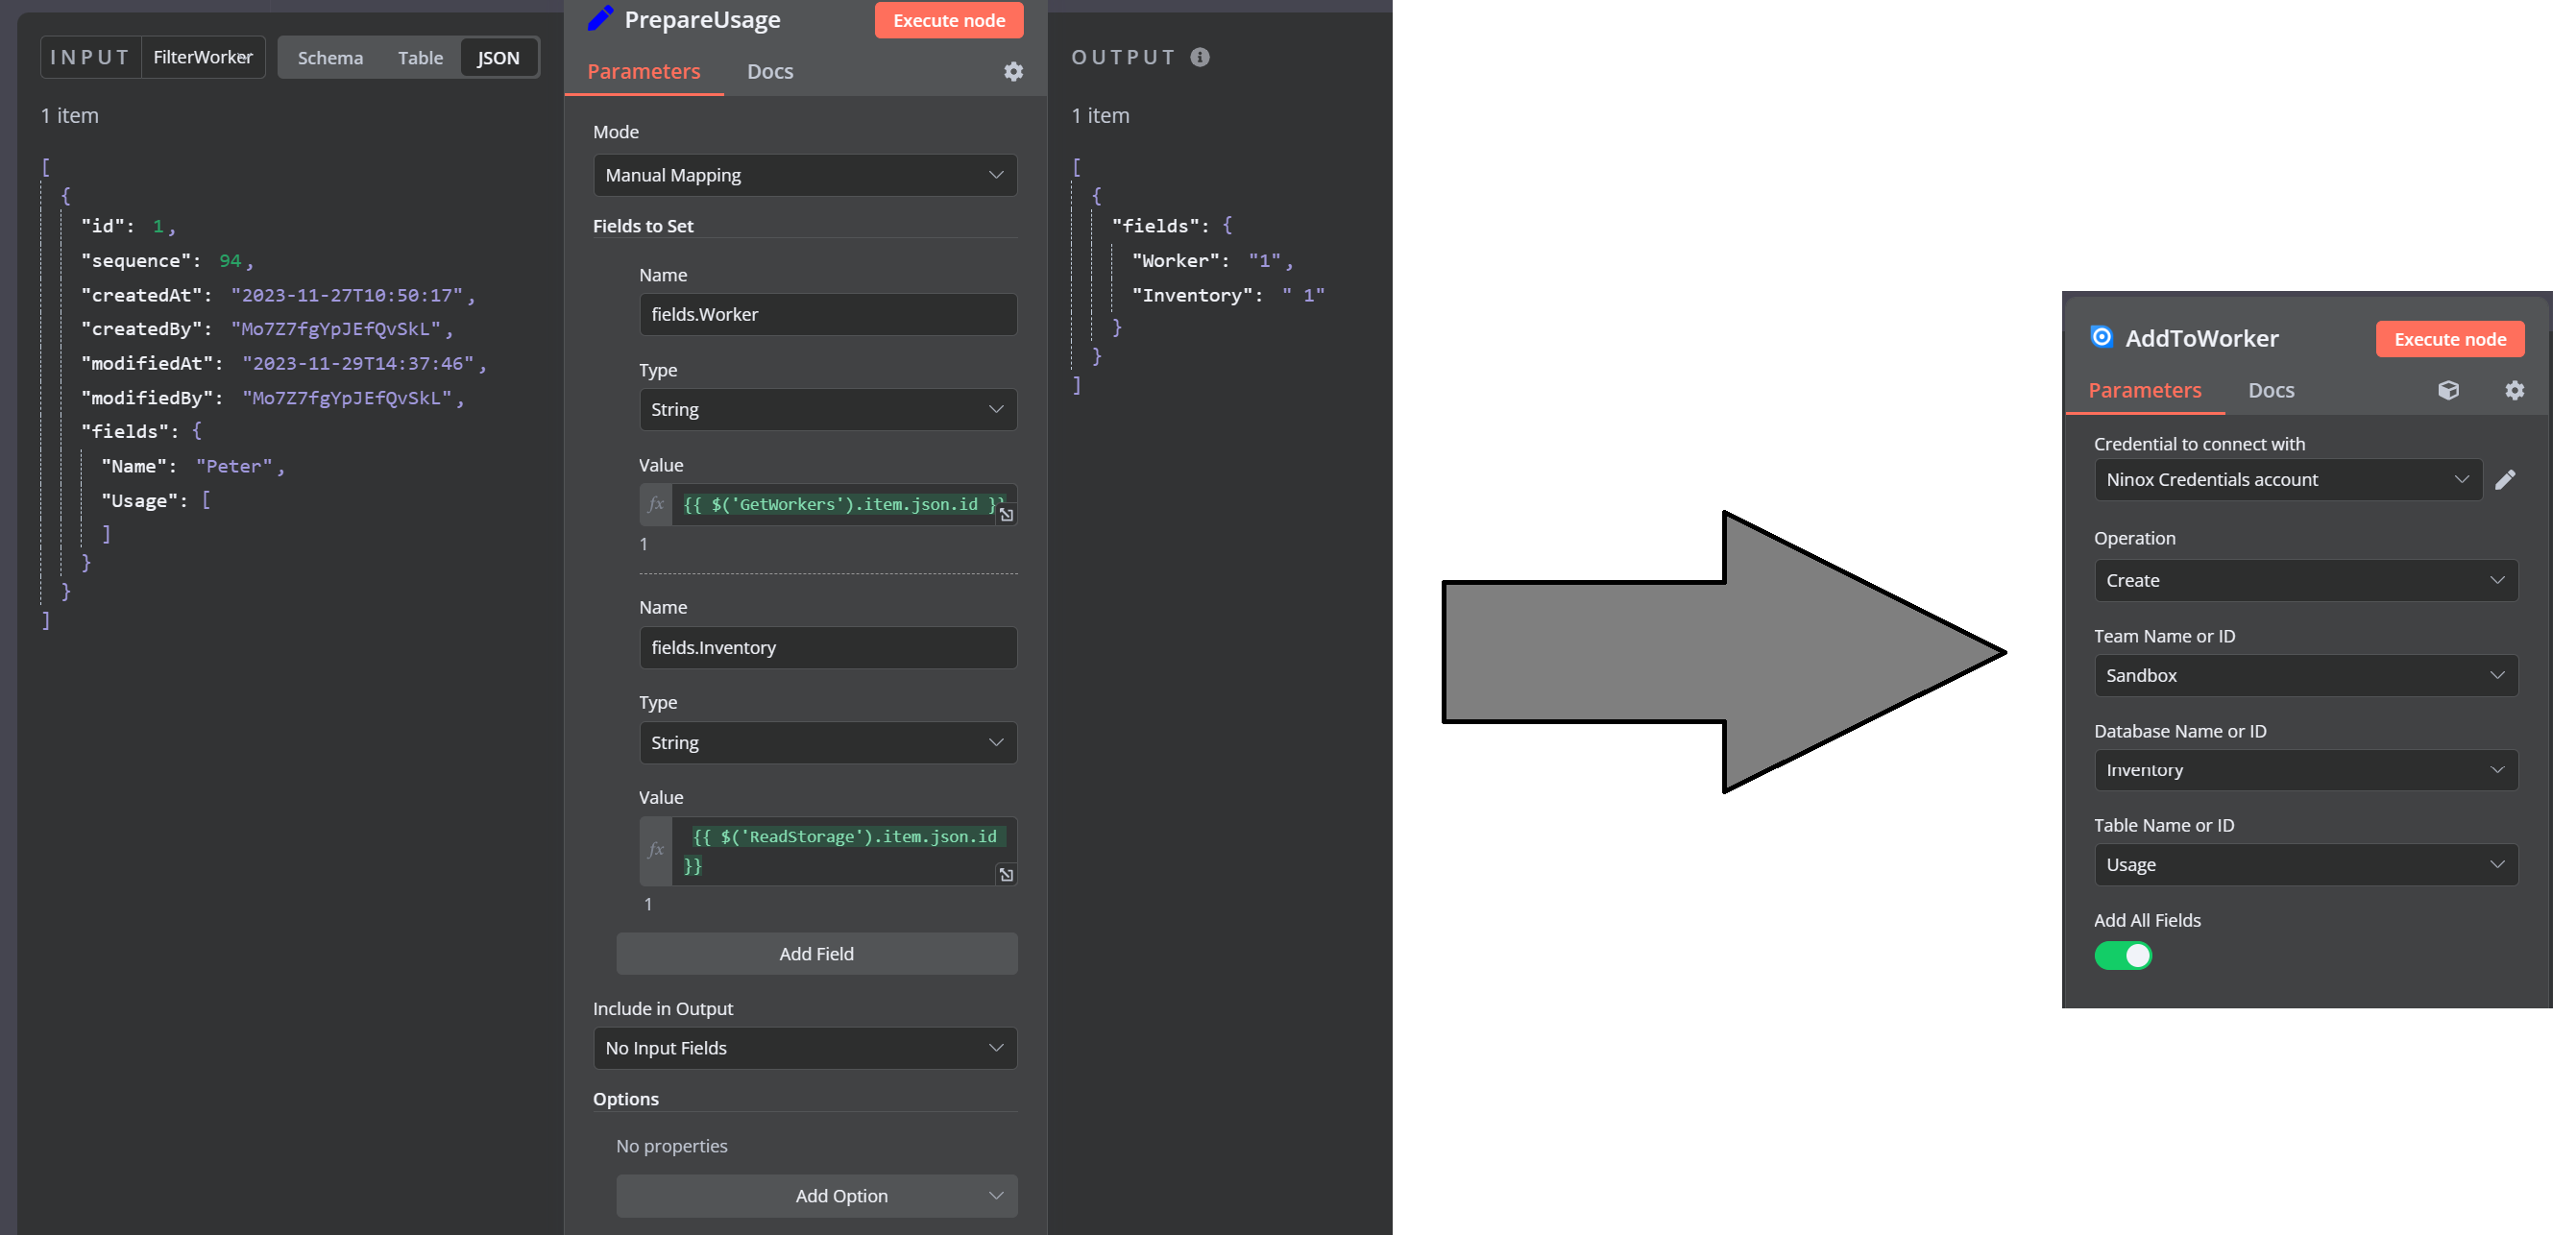 INPUT
FilterWorker
Schema
Table
JSON
1 item
[
{
"id": 1,
"sequence": 94,
"createdAt": "2023-11-27T10:50:17",
"createdBy": "Mo7Z7fgYpJEfQvSkL",
"modifiedAt": "2023-11-29T14:37:46",
"modifiedBy": "Mo7Z7fgYpJEfQvSkL",
"fields": {
"Name": "Peter",
"Usage": [
]
}
}
]
PrepareUsage
Execute node
Parameters
Docs
Mode
Manual Mapping
Fields to Set
Name
fields.Worker
Type
String
Value
fx
{{ $('GetWorkers').item.json.id }}
1
Name
fields.Inventory
Type
String
Value
fx
{{ $('ReadStorage').item.json.id
}}
1
Add Field
Include in Output
No Input Fields
Options
No properties
Add Option
OUTPUT
1 item
[
{
"fields": {
"Worker": "1",
"Inventory": " 1"
}
}
]
AddToWorker
Execute node
Parameters
Docs
Credential to connect with
Ninox Credentials account
Operation
Create
Team Name or ID
Sandbox
Database Name or ID
Inventory
Table Name or ID
Usage
Add All Fields